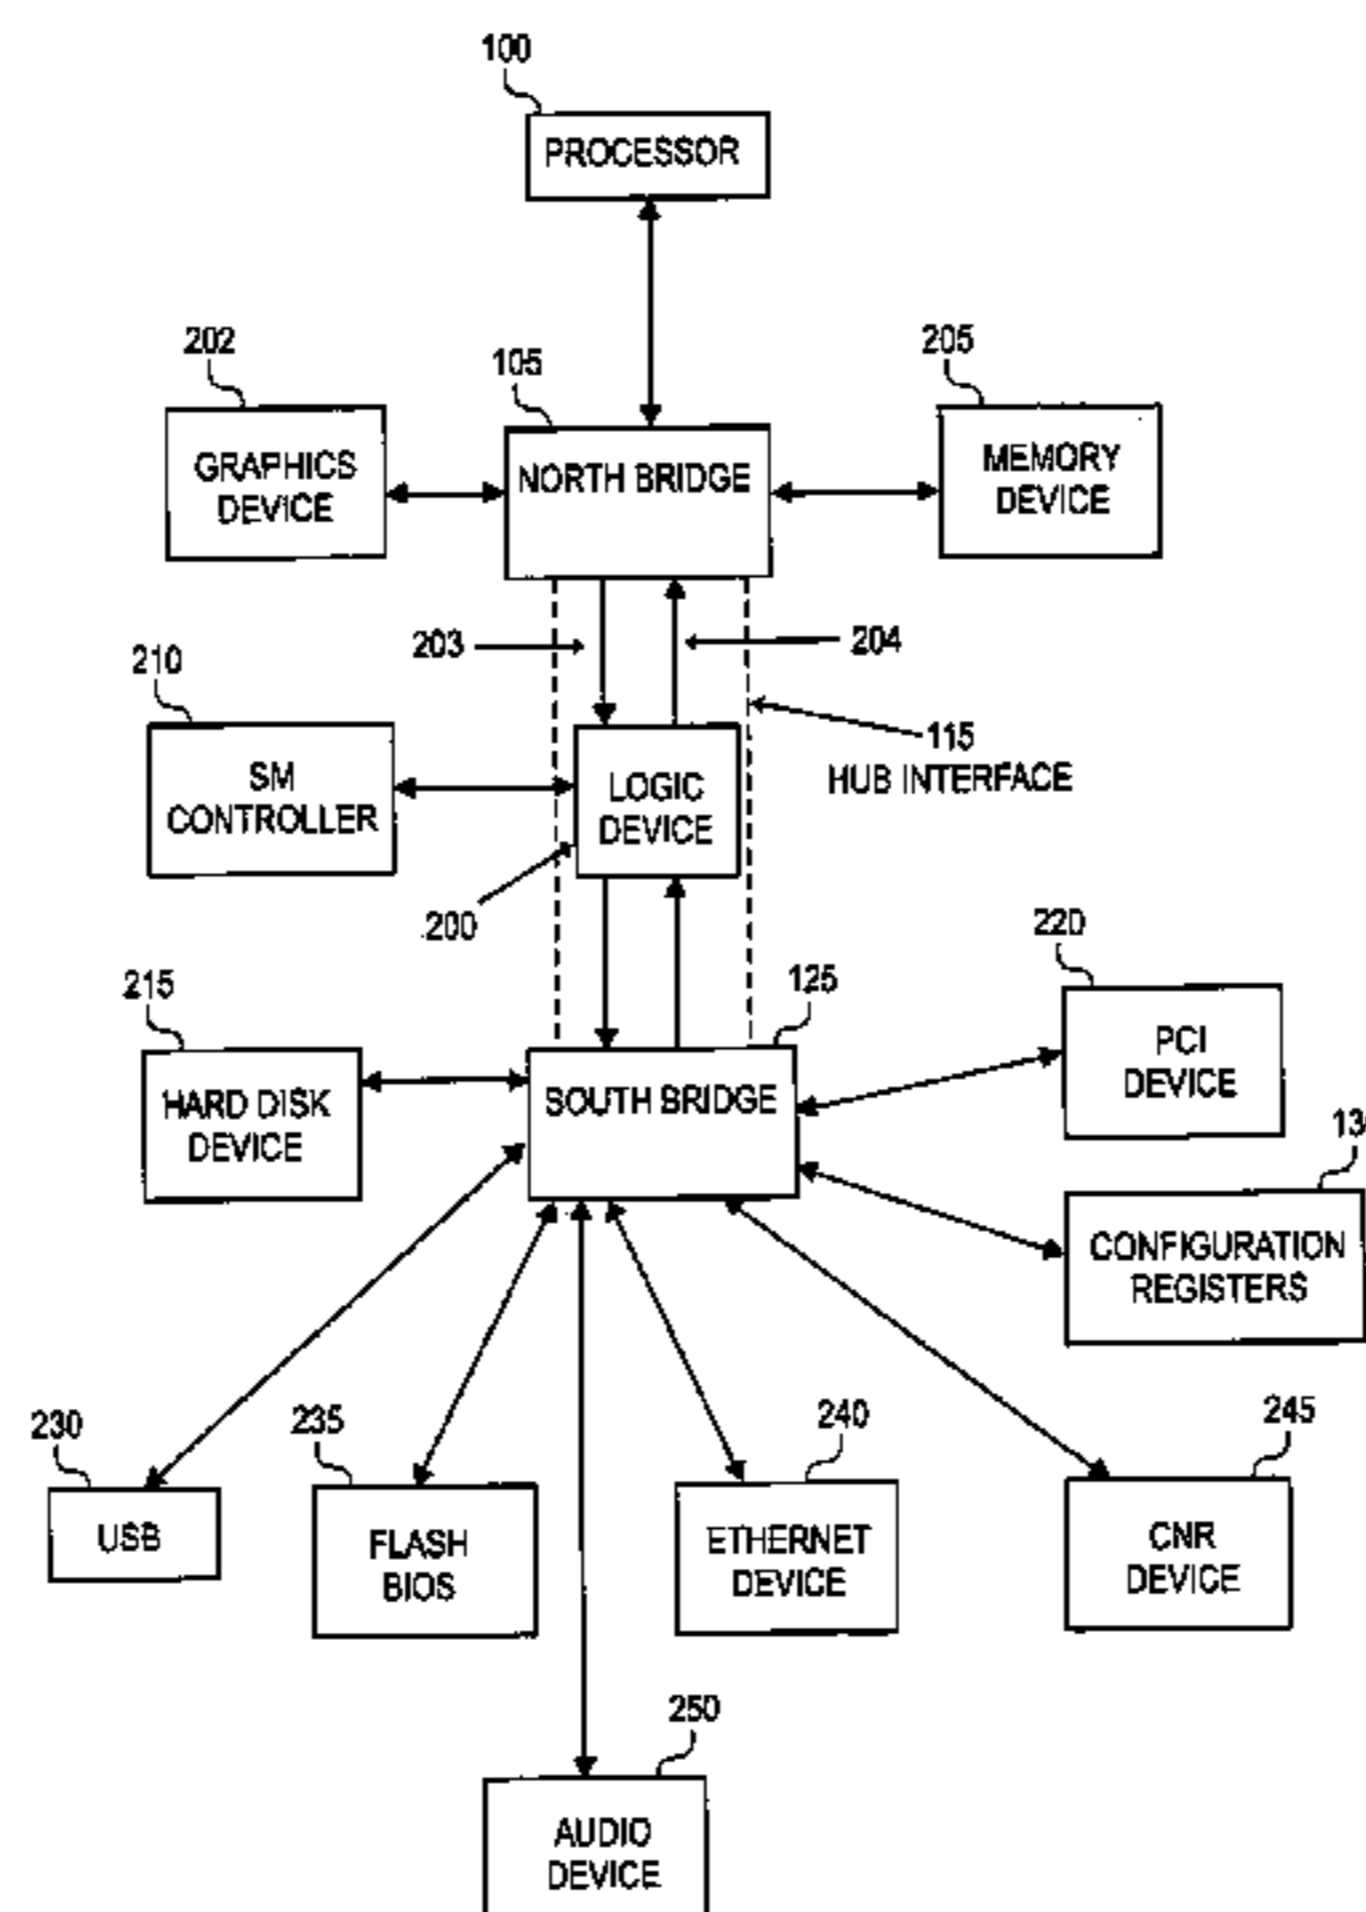 100
PROCESSOR
202
105
205
GRAPHICS
DEVICE
NORTH BRIDGE
MEMORY
DEVICE
203
204
210
115
HUB INTERFACE
SM
CONTROLLER
LOGIC
DEVICE
200
220
215
125
PCI
DEVICE
HARD DISK
DEVICE
SOUTH BRIDGE
CONFIGURATION
REGISTERS
230
235
240
245
USB
FLASH
BIOS
ETHERNET
DEVICE
CNR
DEVICE
250
AUDIO
DEVICE